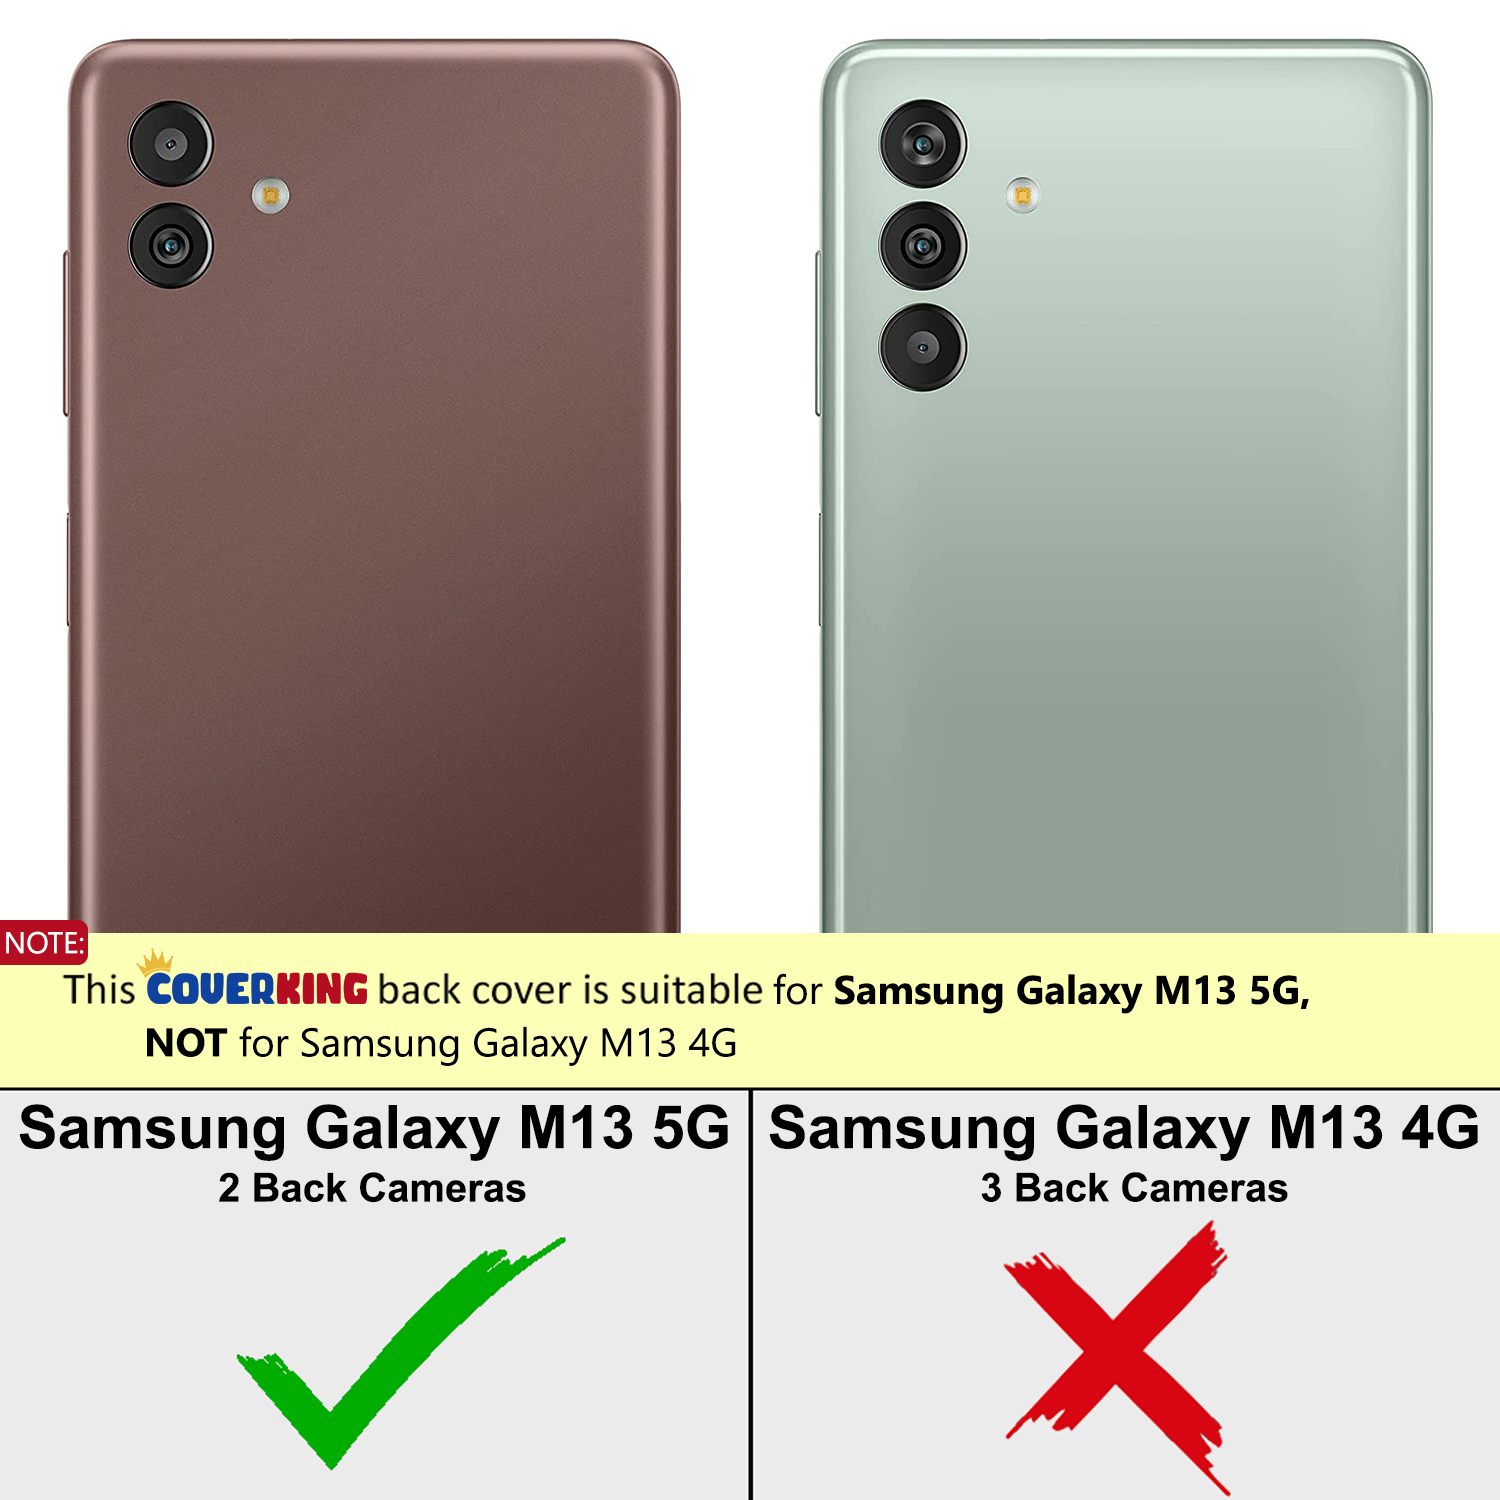 NOTE:
This COVERKING back cover is suitable for Samsung Galaxy M13 5G,
NOT for Samsung Galaxy M13 4G
Samsung Galaxy M13 5G
2 Back Cameras
Samsung Galaxy M13 4G
3 Back Cameras